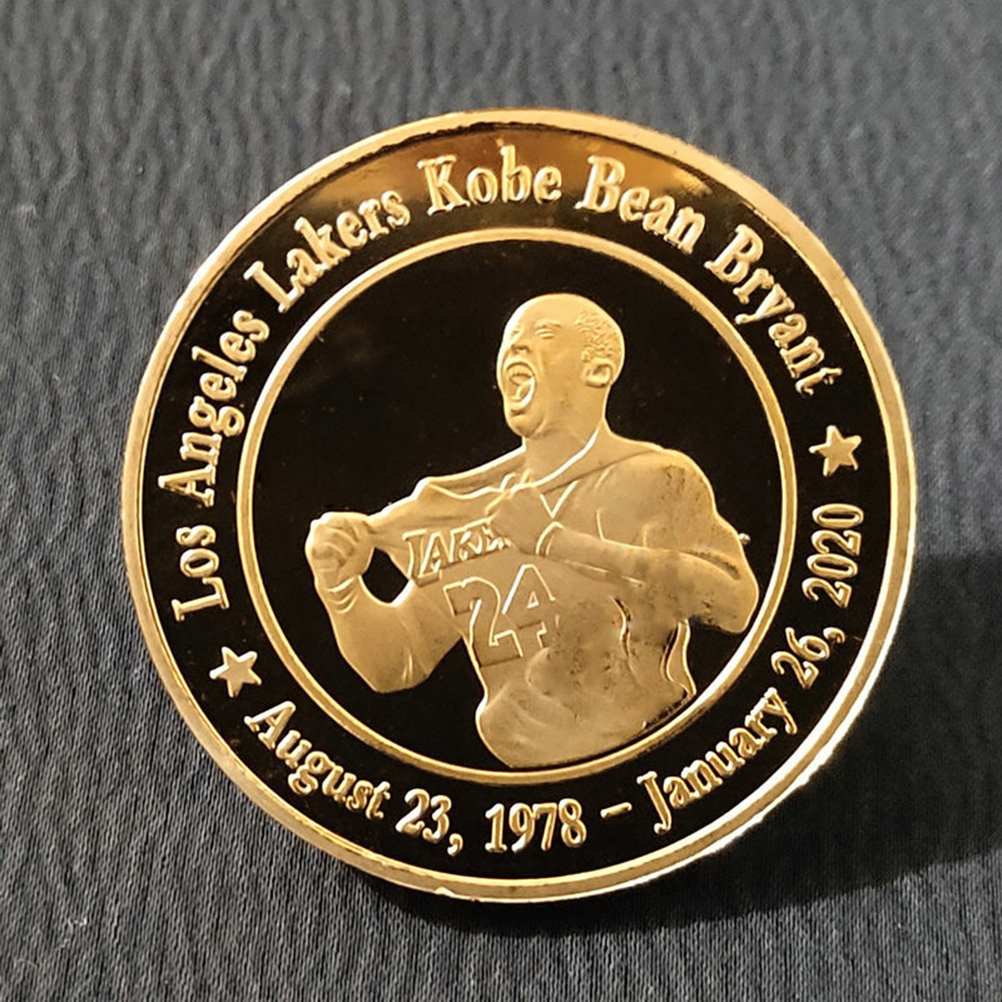 Los Angeles Lakers Kobe Bean Bryant
LAKE
24
August 23, 1978 – January 26, 2020